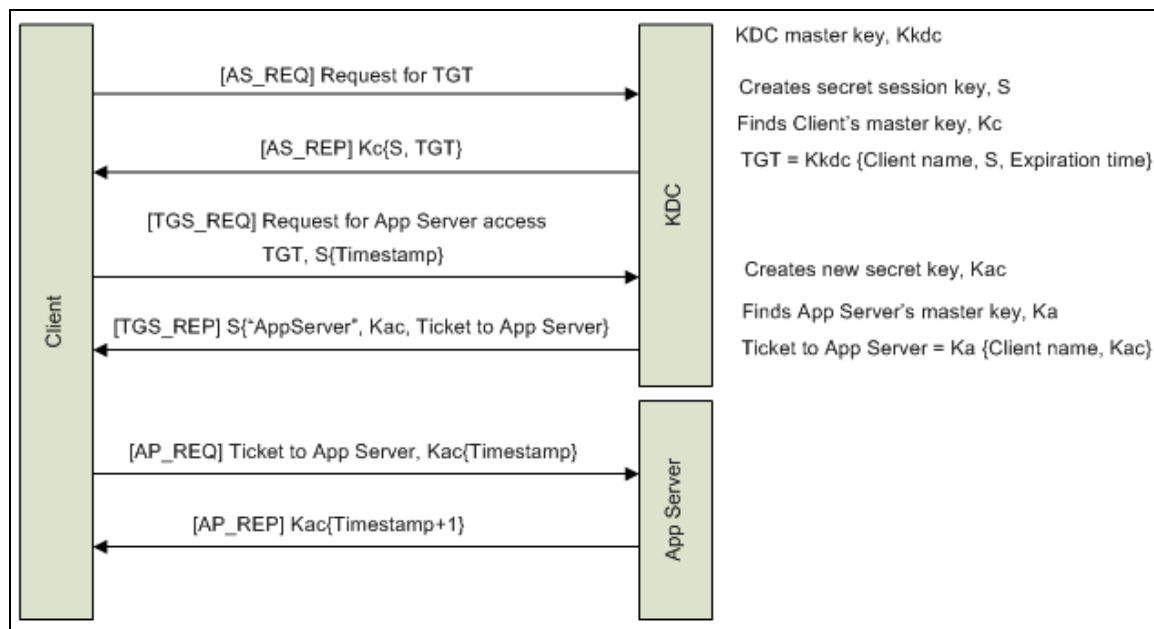 KDC master key, Kkdc
[AS_REQ] Request for TGT
Creates secret session key, S
Finds Client's master key, Kc
[AS_REP] Kc{S, TGT}
TGT = Kkdc {Client name, S, Expiration time}
[TGS_REQ] Request for App Server access
TGT, S{Timestamp}
KDC
Creates new secret key, Kac
Client
Finds App Server's master key, Ka
[TGS_REP] S{“AppServer”, Kac, Ticket to App Server}
Ticket to App Server = Ka {Client name, Kac}
[AP_REQ] Ticket to App Server, Kac{Timestamp}
App Server
[AP_REP] Kac{Timestamp+1}